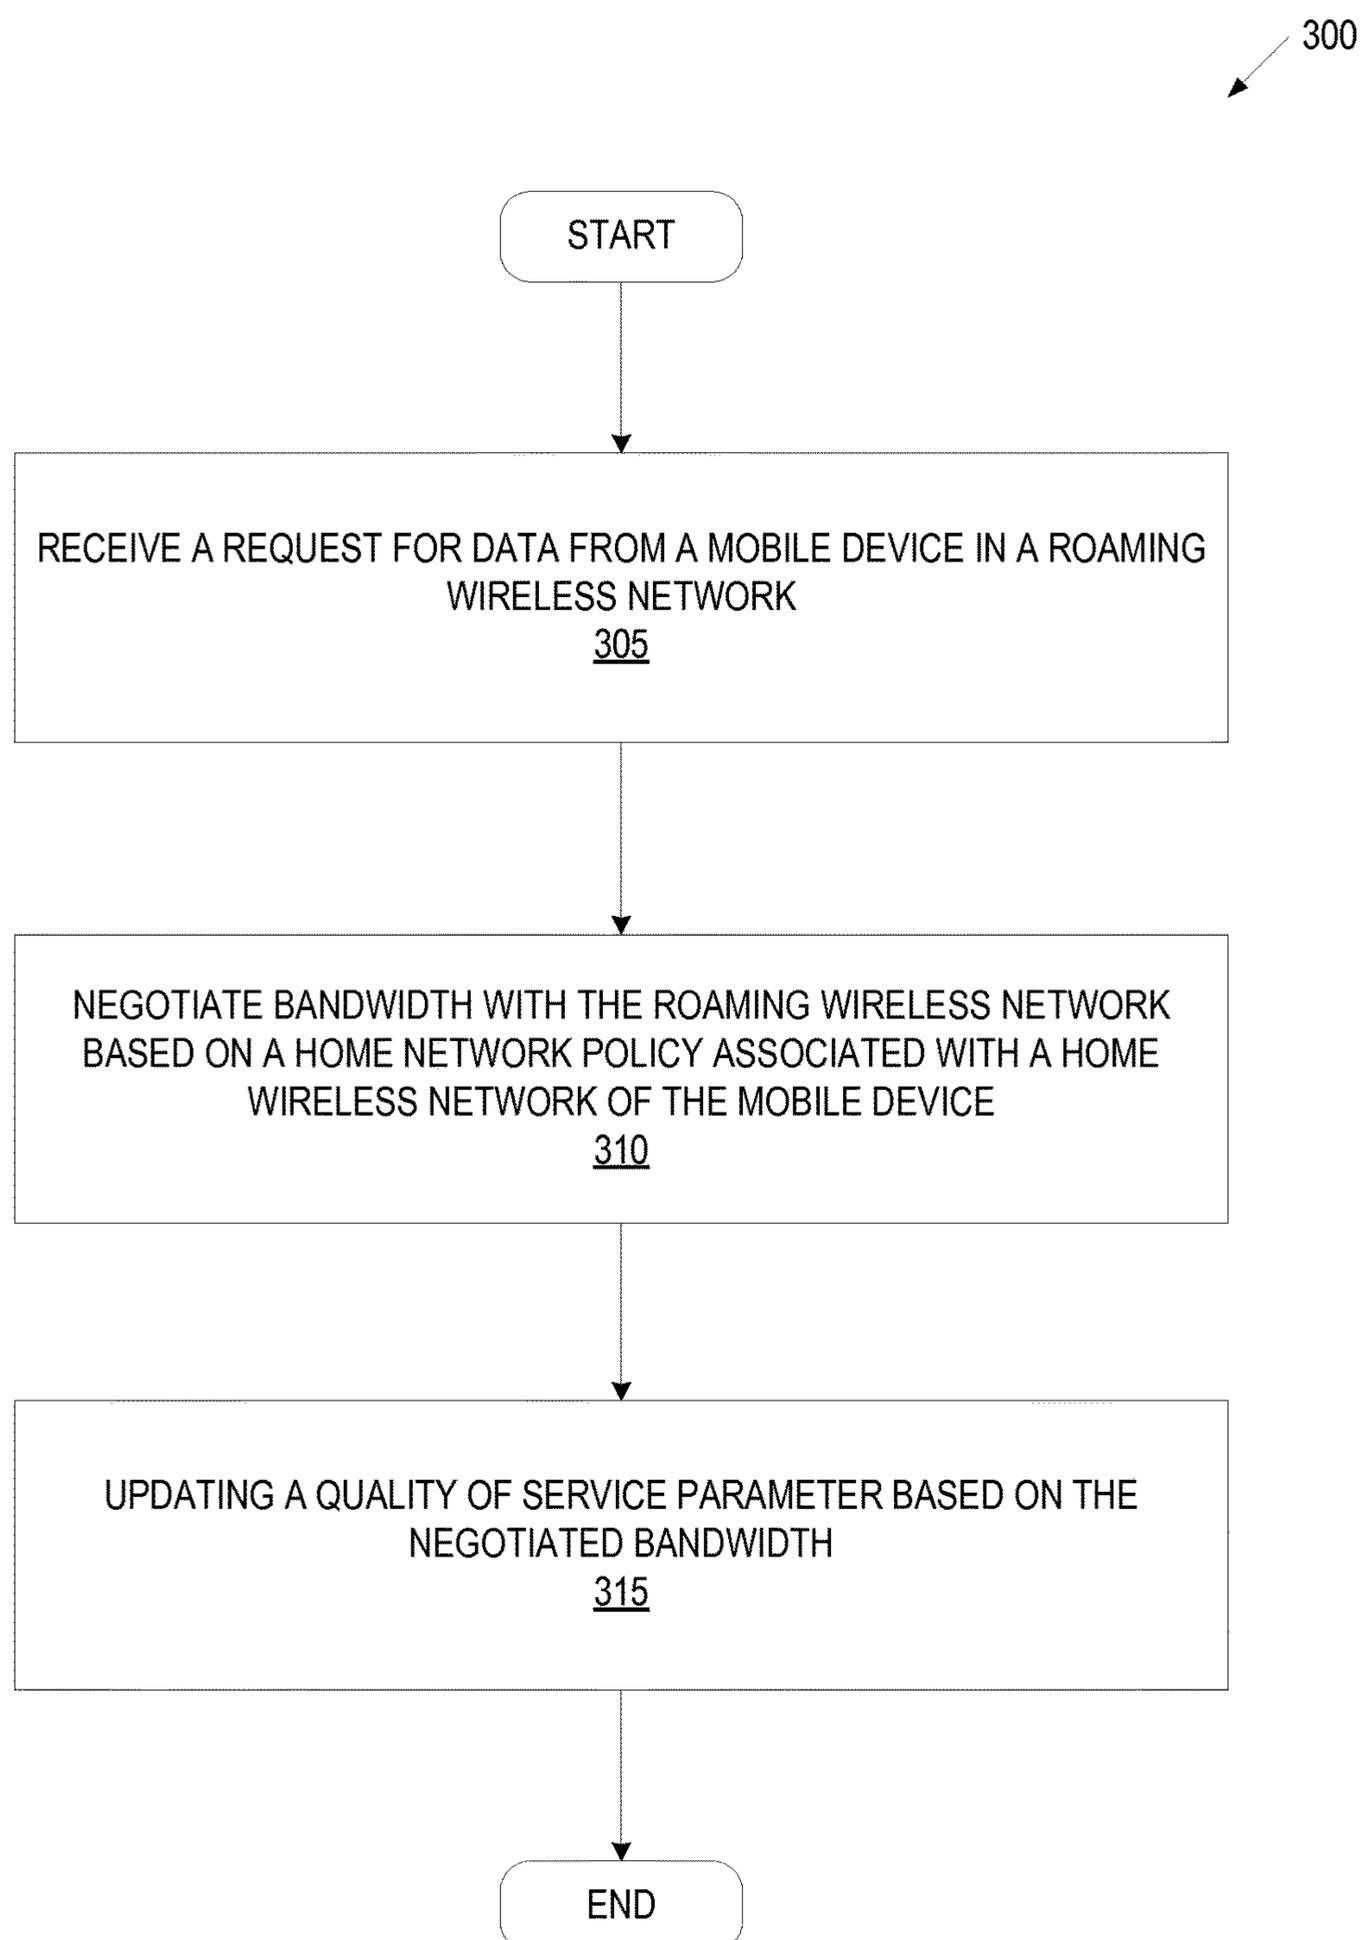 300
START
RECEIVE A REQUEST FOR DATA FROM A MOBILE DEVICE IN A ROAMING
WIRELESS NETWORK
305
NEGOTIATE BANDWIDTH WITH THE ROAMING WIRELESS NETWORK
BASED ON A HOME NETWORK POLICY ASSOCIATED WITH A HOME
WIRELESS NETWORK OF THE MOBILE DEVICE
310
UPDATING A QUALITY OF SERVICE PARAMETER BASED ON THE
NEGOTIATED BANDWIDTH
315
END